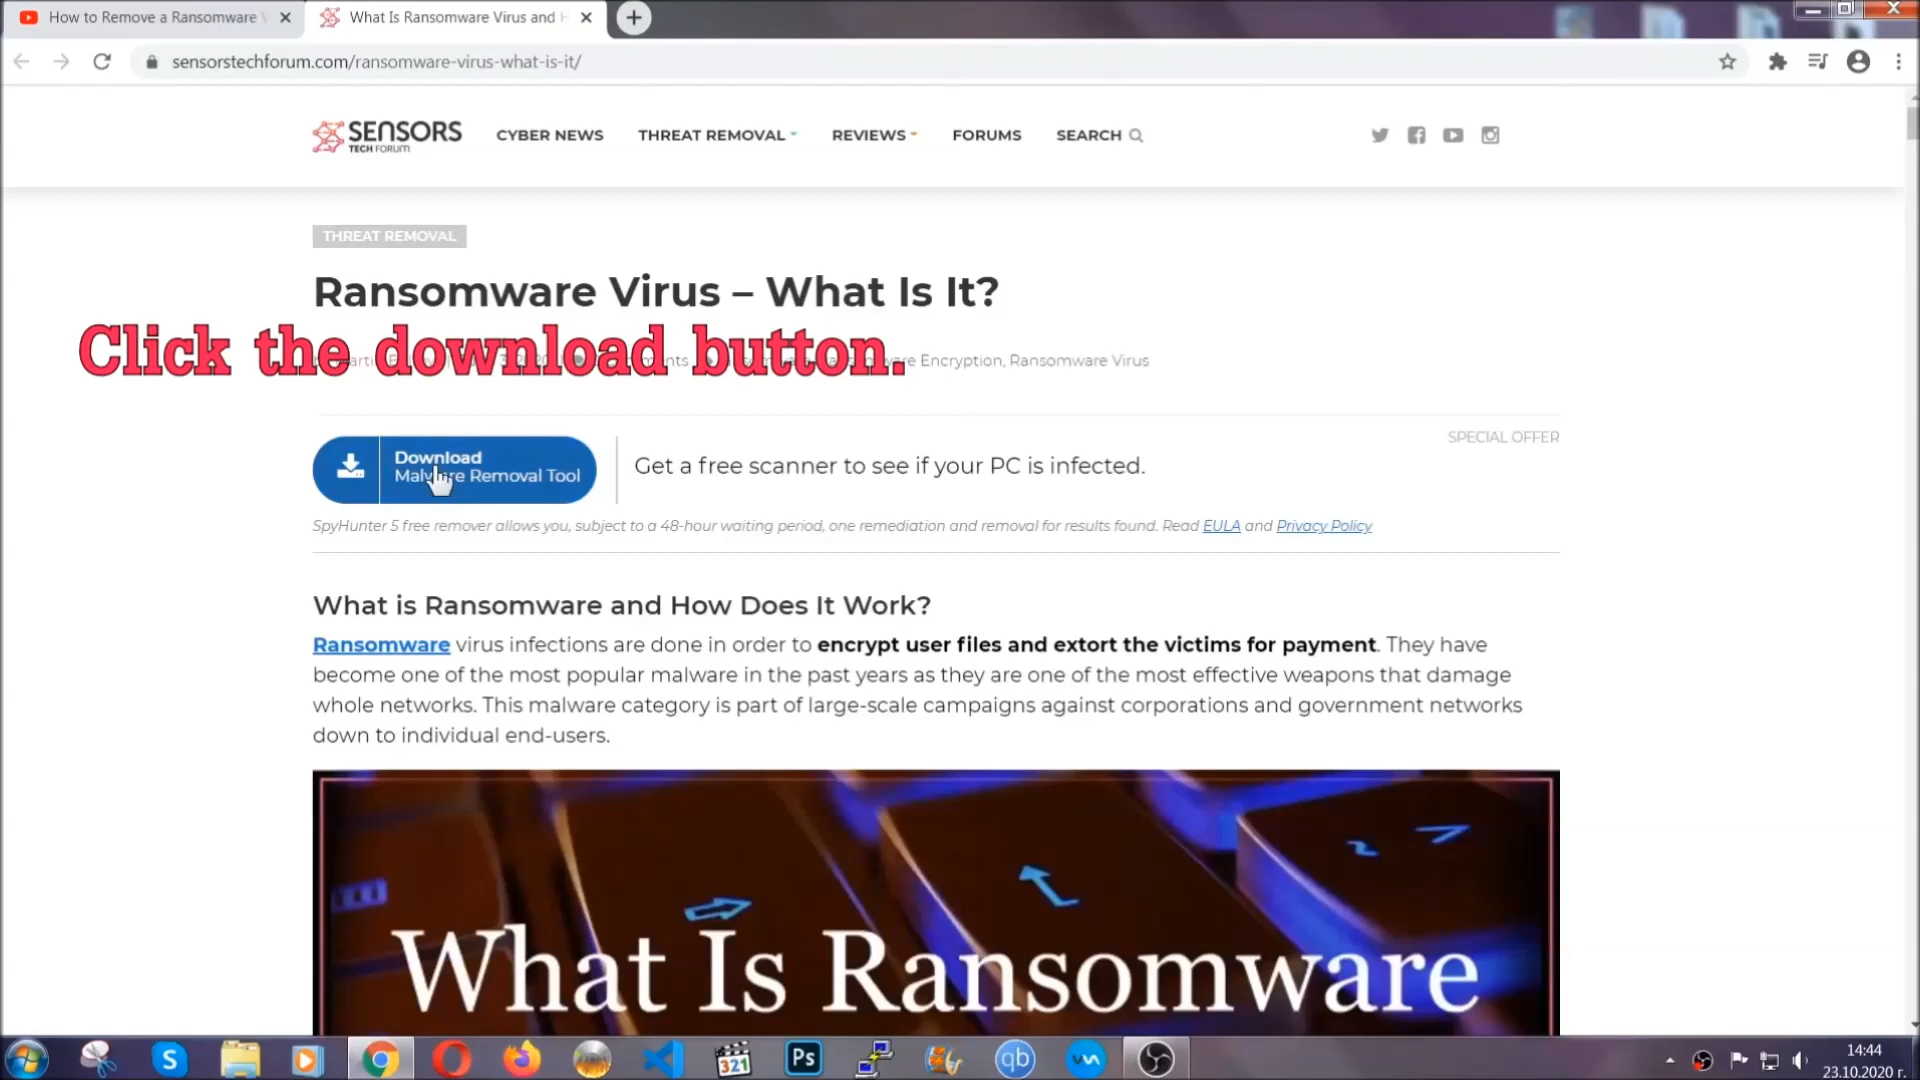 How to Remove a Ransomware
What Is Ransomware Virus and
sensorstechforum.com/ransomware-virus-what-is-it/
SENSORS
TECH FORUM
CYBER NEWS
THREAT REMOVAL
REVIEWS
FORUMS
SEARCH
THREAT REMOVAL
Ransomware Virus – What Is It?
Click the download button.
Encryption, Ransomware Virus
SPECIAL OFFER
Download
Malware Removal Tool
Get a free scanner to see if your PC is infected.
SpyHunter 5 free remover allows you, subject to a 48-hour waiting period, one remediation and removal for results found. Read EULA and Privacy Policy
What is Ransomware and How Does It Work?
Ransomware virus infections are done in order to encrypt user files and extort the victims for payment. They have
become one of the most popular malware in the past years as they are one of the most effective weapons that damage
whole networks. This malware category is part of large-scale campaigns against corporations and government networks
down to individual end-users.
What Is Ransomware
S
321
Ps
qb
14:44
23.10.2020 г.